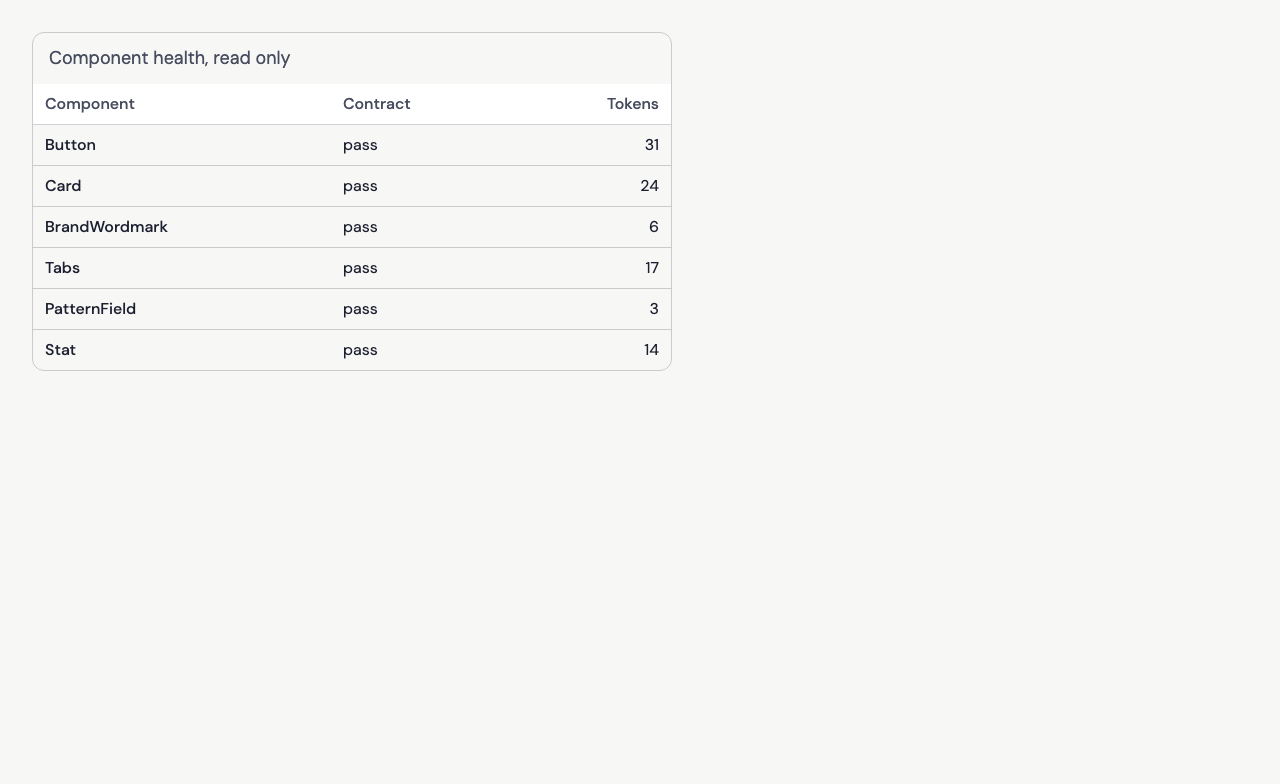 Component health, read only
Component Contract Tokens
Button pass 31
Card pass 24
BrandWordmark pass 6
Tabs pass 17
PatternField pass 3
Stat pass 14